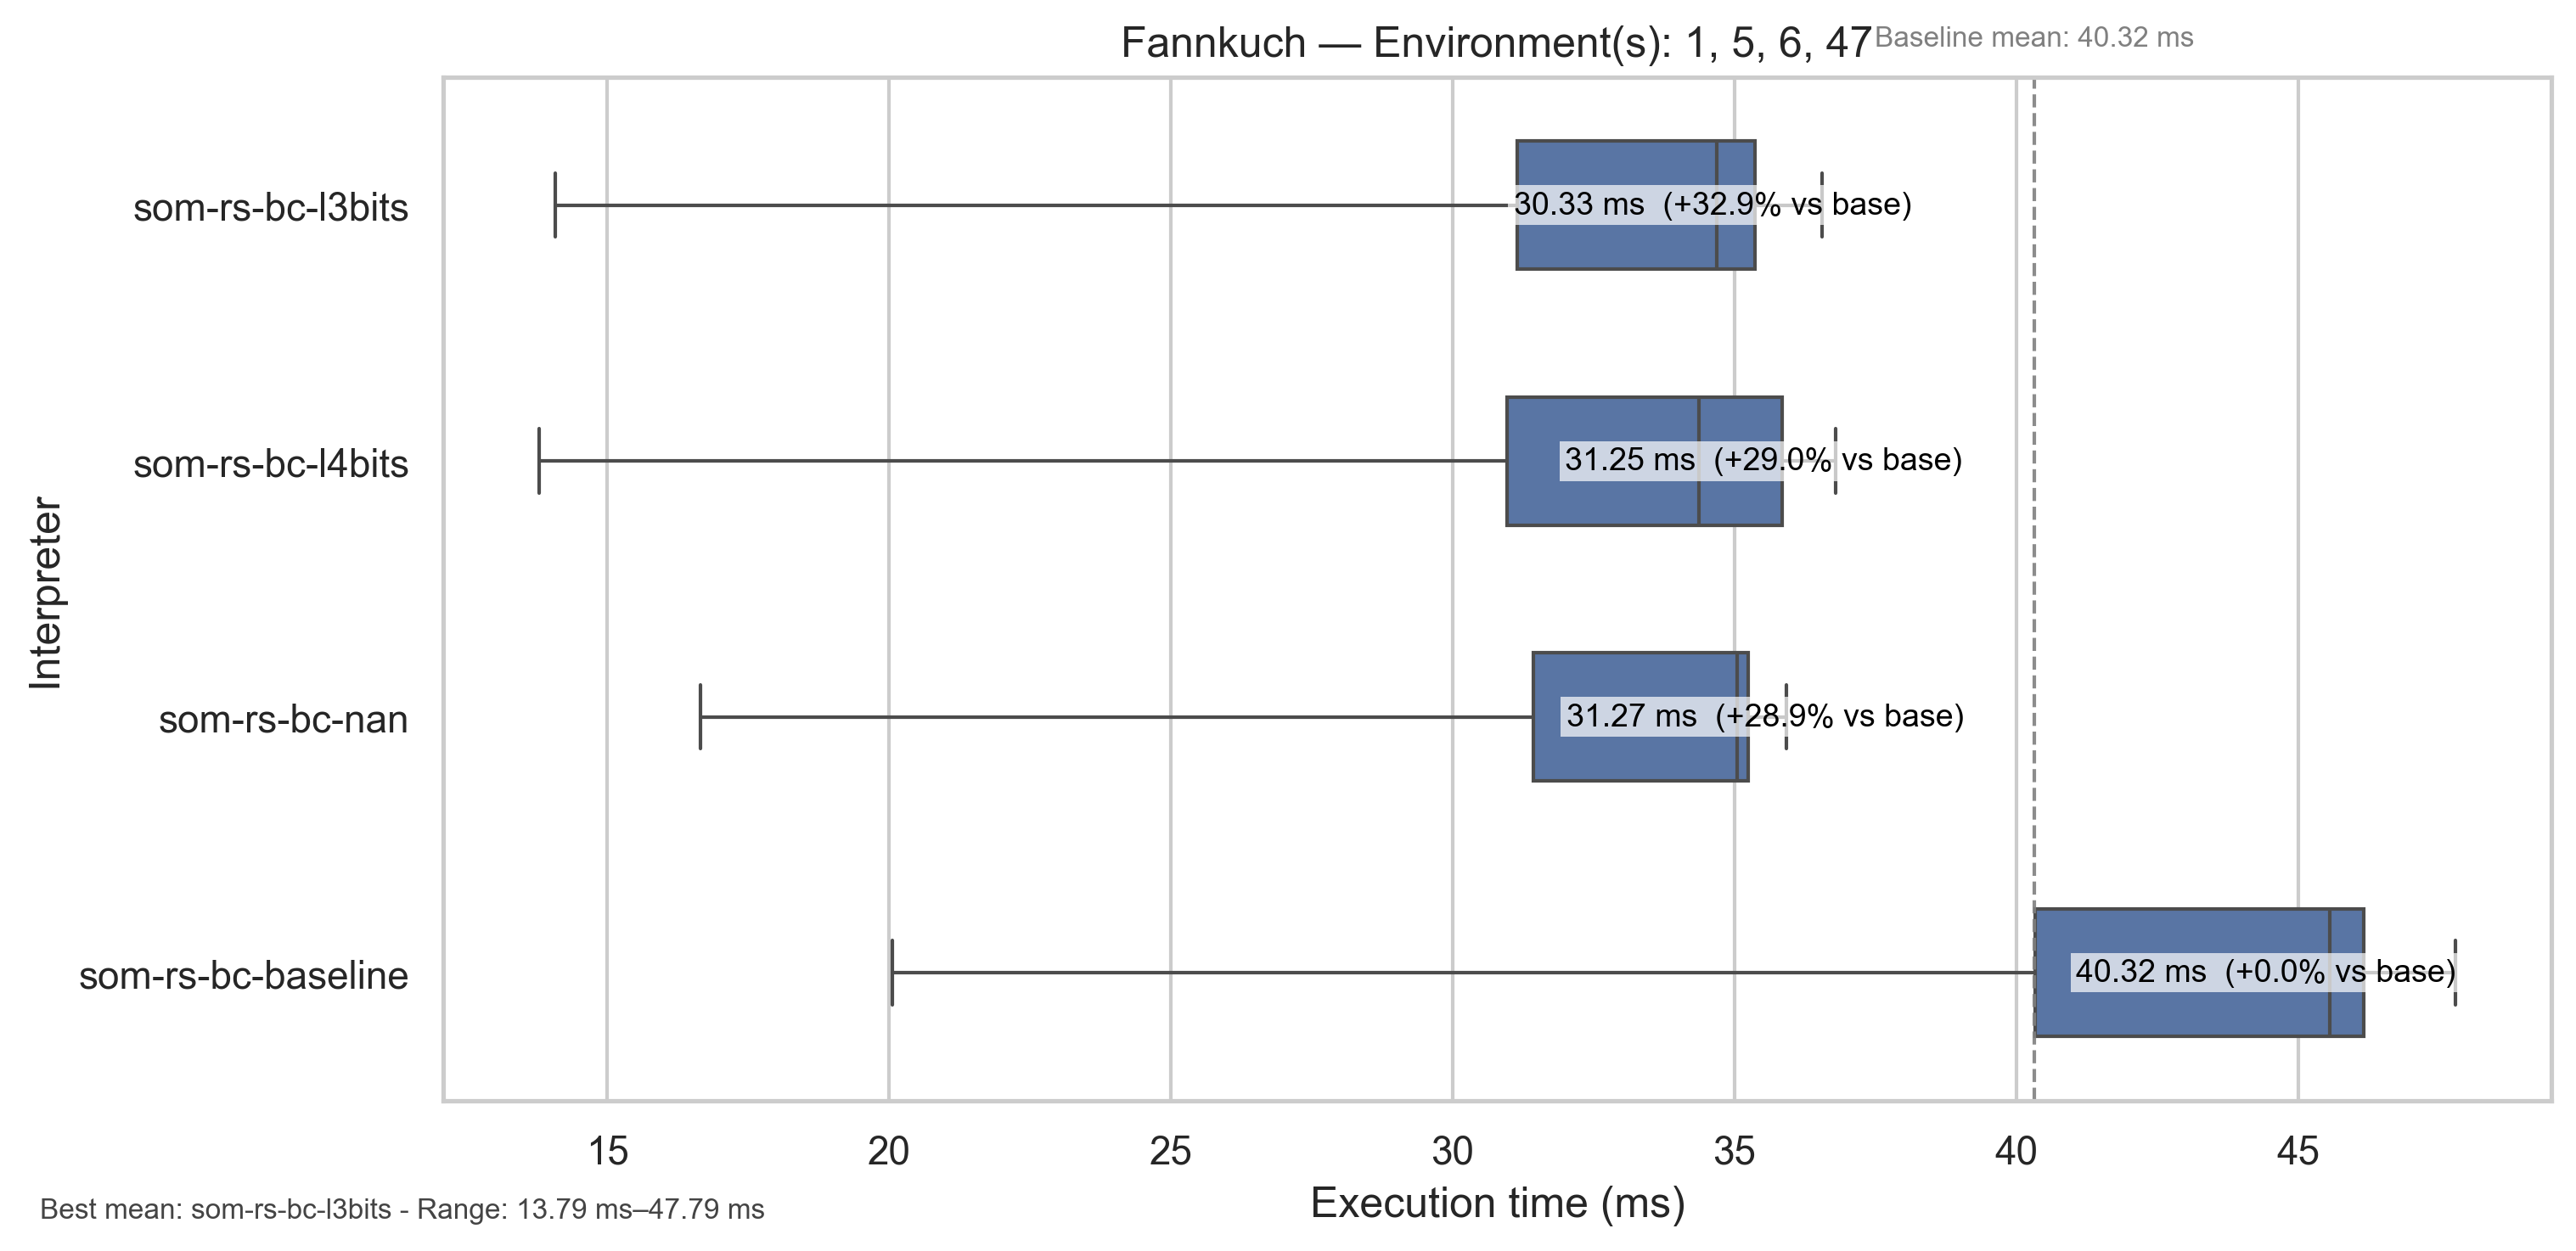 Fannkuch — Environment(s): 1, 5, 6, 47
Baseline mean: 40.32 ms
Interpreter
som-rs-bc-l3bits
30.33 ms  (+32.9% vs base)
som-rs-bc-l4bits
31.25 ms  (+29.0% vs base)
som-rs-bc-nan
31.27 ms  (+28.9% vs base)
som-rs-bc-baseline
40.32 ms  (+0.0% vs base)
15 20 25 30 35 40 45
Execution time (ms)
Best mean: som-rs-bc-l3bits - Range: 13.79 ms–47.79 ms